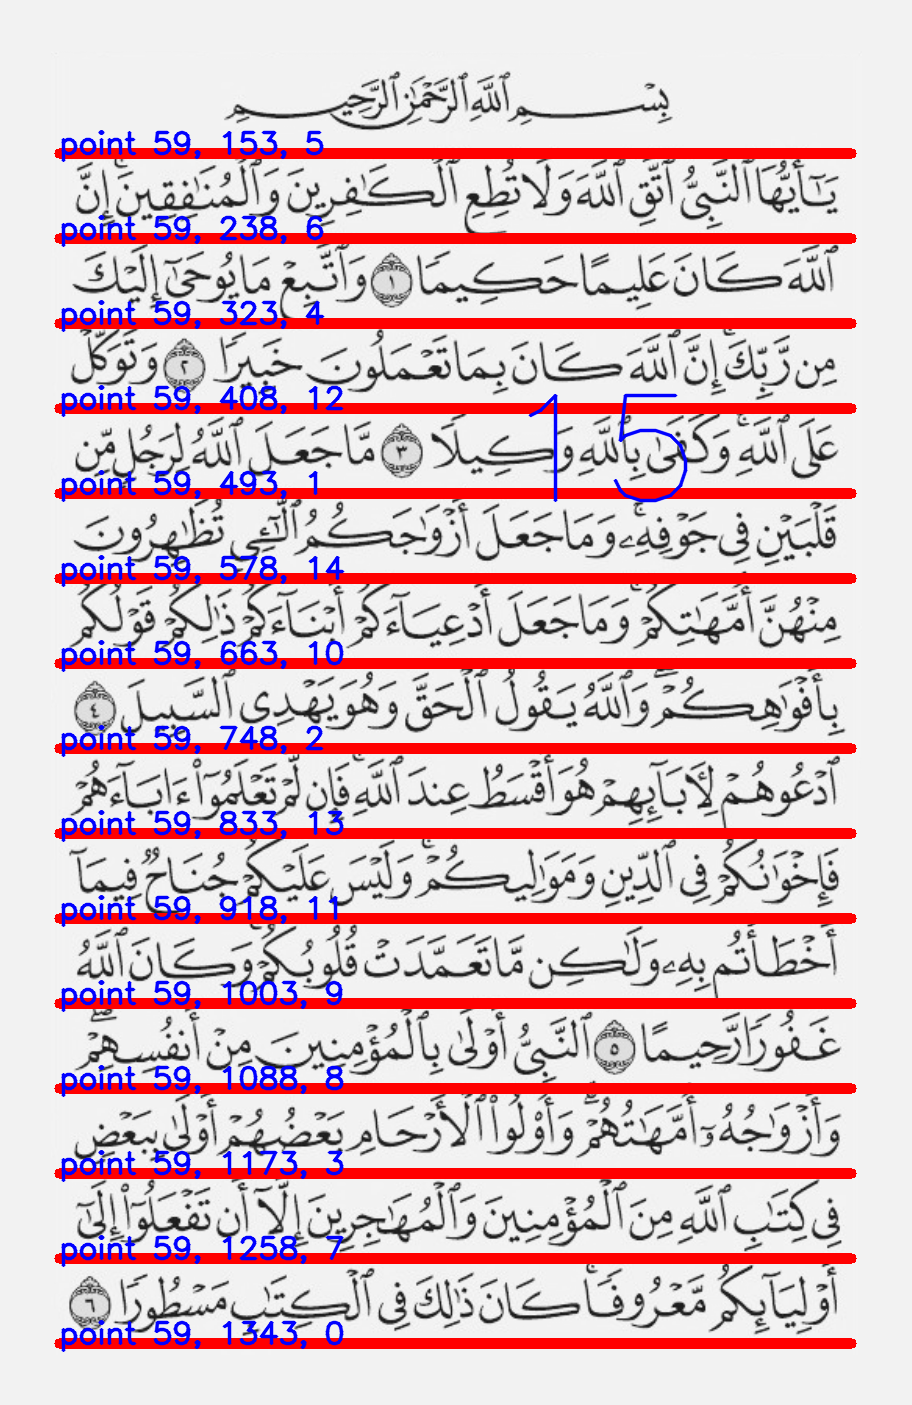 بِسْمِ ٱللَّهِ ٱلرَّحْمَٰنِ ٱلرَّحِيمِ
point 59, 153, 5
يَٰٓأَيُّهَا ٱلنَّبِىُّ ٱتَّقِ ٱللَّهَ وَلَا تُطِعِ ٱلْكَٰفِرِينَ وَٱلْمُنَٰفِقِينَ ۗ إِنَّ
point 59, 238, 6
ٱللَّهَ كَانَ عَلِيمًا حَكِيمًا ١ وَٱتَّبِعْ مَا يُوحَىٰٓ إِلَيْكَ
point 59, 323, 4
مِن رَّبِّكَ ۚ إِنَّ ٱللَّهَ كَانَ بِمَا تَعْمَلُونَ خَبِيرًا ٢ وَتَوَكَّلْ
point 59, 408, 12
15
عَلَى ٱللَّهِ ۚ وَكَفَىٰ بِٱللَّهِ وَكِيلًا ٣ مَّا جَعَلَ ٱللَّهُ لِرَجُلٍ مِّن
point 59, 493, 1
قَلْبَيْنِ فِى جَوْفِهِۦ ۚ وَمَا جَعَلَ أَزْوَٰجَكُمُ ٱلَّٰٓـِٔى تُظَٰهِرُونَ
point 59, 578, 14
مِنْهُنَّ أُمَّهَٰتِكُمْ ۚ وَمَا جَعَلَ أَدْعِيَآءَكُمْ أَبْنَآءَكُمْ ۚ ذَٰلِكُمْ قَوْلُكُم
point 59, 663, 10
بِأَفْوَٰهِكُمْ ۖ وَٱللَّهُ يَقُولُ ٱلْحَقَّ وَهُوَ يَهْدِى ٱلسَّبِيلَ ٤
point 59, 748, 2
ٱدْعُوهُمْ لِـَٔابَآئِهِمْ هُوَ أَقْسَطُ عِندَ ٱللَّهِ ۚ فَإِن لَّمْ تَعْلَمُوٓا۟ ءَابَآءَهُمْ
point 59, 833, 13
فَإِخْوَٰنُكُمْ فِى ٱلدِّينِ وَمَوَٰلِيكُمْ ۚ وَلَيْسَ عَلَيْكُمْ جُنَاحٌ فِيمَآ
point 59, 918, 11
أَخْطَأْتُم بِهِۦ وَلَٰكِن مَّا تَعَمَّدَتْ قُلُوبُكُمْ ۚ وَكَانَ ٱللَّهُ
point 59, 1003, 9
غَفُورًا رَّحِيمًا ٥ ٱلنَّبِىُّ أَوْلَىٰ بِٱلْمُؤْمِنِينَ مِنْ أَنفُسِهِمْ ۖ
point 59, 1088, 8
وَأَزْوَٰجُهُۥٓ أُمَّهَٰتُهُمْ ۗ وَأُو۟لُوا۟ ٱلْأَرْحَامِ بَعْضُهُمْ أَوْلَىٰ بِبَعْضٍ
point 59, 1173, 3
فِى كِتَٰبِ ٱللَّهِ مِنَ ٱلْمُؤْمِنِينَ وَٱلْمُهَٰجِرِينَ إِلَّآ أَن تَفْعَلُوٓا۟ إِلَىٰٓ
point 59, 1258, 7
أَوْلِيَآئِكُم مَّعْرُوفًا ۚ كَانَ ذَٰلِكَ فِى ٱلْكِتَٰبِ مَسْطُورًا ٦
point 59, 1343, 0